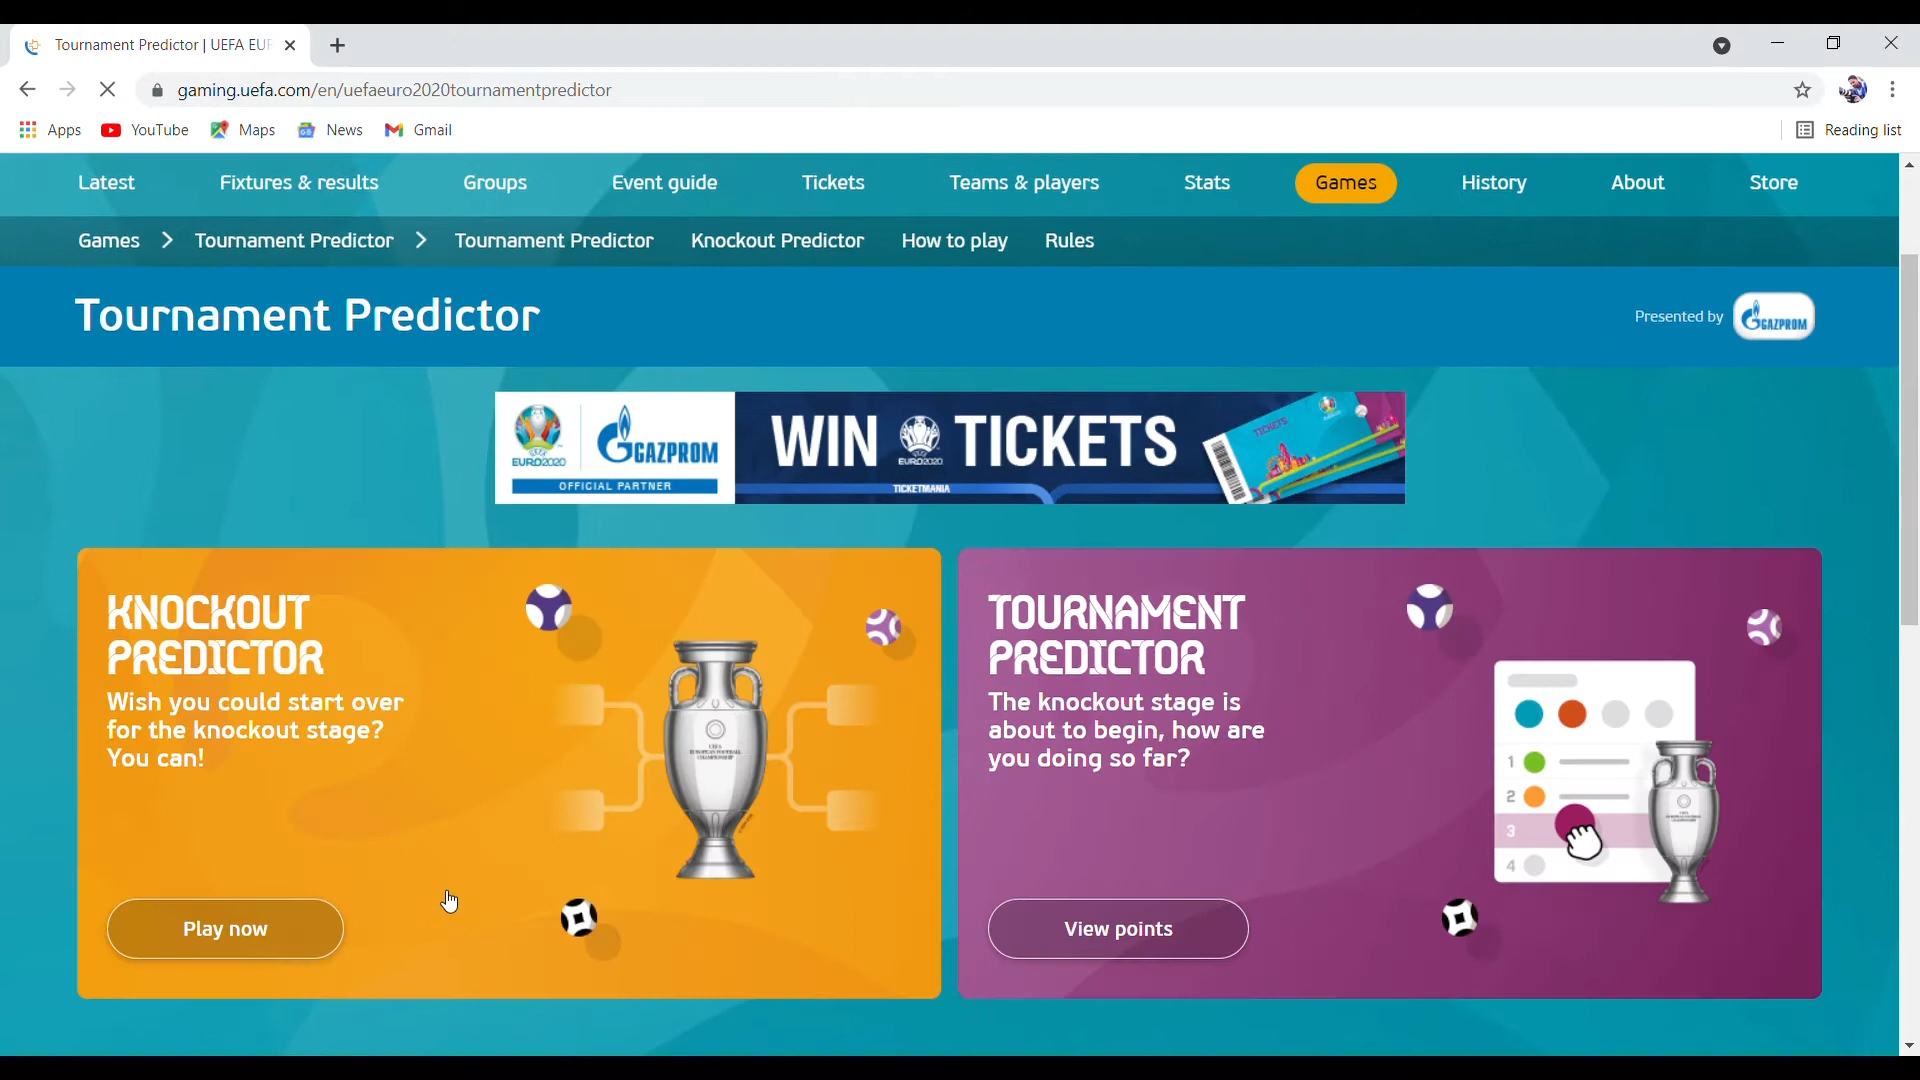 Tournament Predictor | UEFA EUR
gaming.uefa.com/en/uefaeuro2020tournamentpredictor
Apps YouTube Maps News Gmail Reading list
Latest Fixtures & results Groups Event guide Tickets Teams & players Stats Games History About Store
Games Tournament Predictor Tournament Predictor Knockout Predictor How to play Rules
Tournament Predictor
Presented by GAZPROM
EURO2020
GAZPROM
OFFICIAL PARTNER
WIN EURO2020 TICKETS
TICKETMANIA
TICKETS
KNOCKOUT
PREDICTOR
Wish you could start over
for the knockout stage?
You can!
Play now
TOURNAMENT
PREDICTOR
The knockout stage is
about to begin, how are
you doing so far?
1
2
3
4
View points